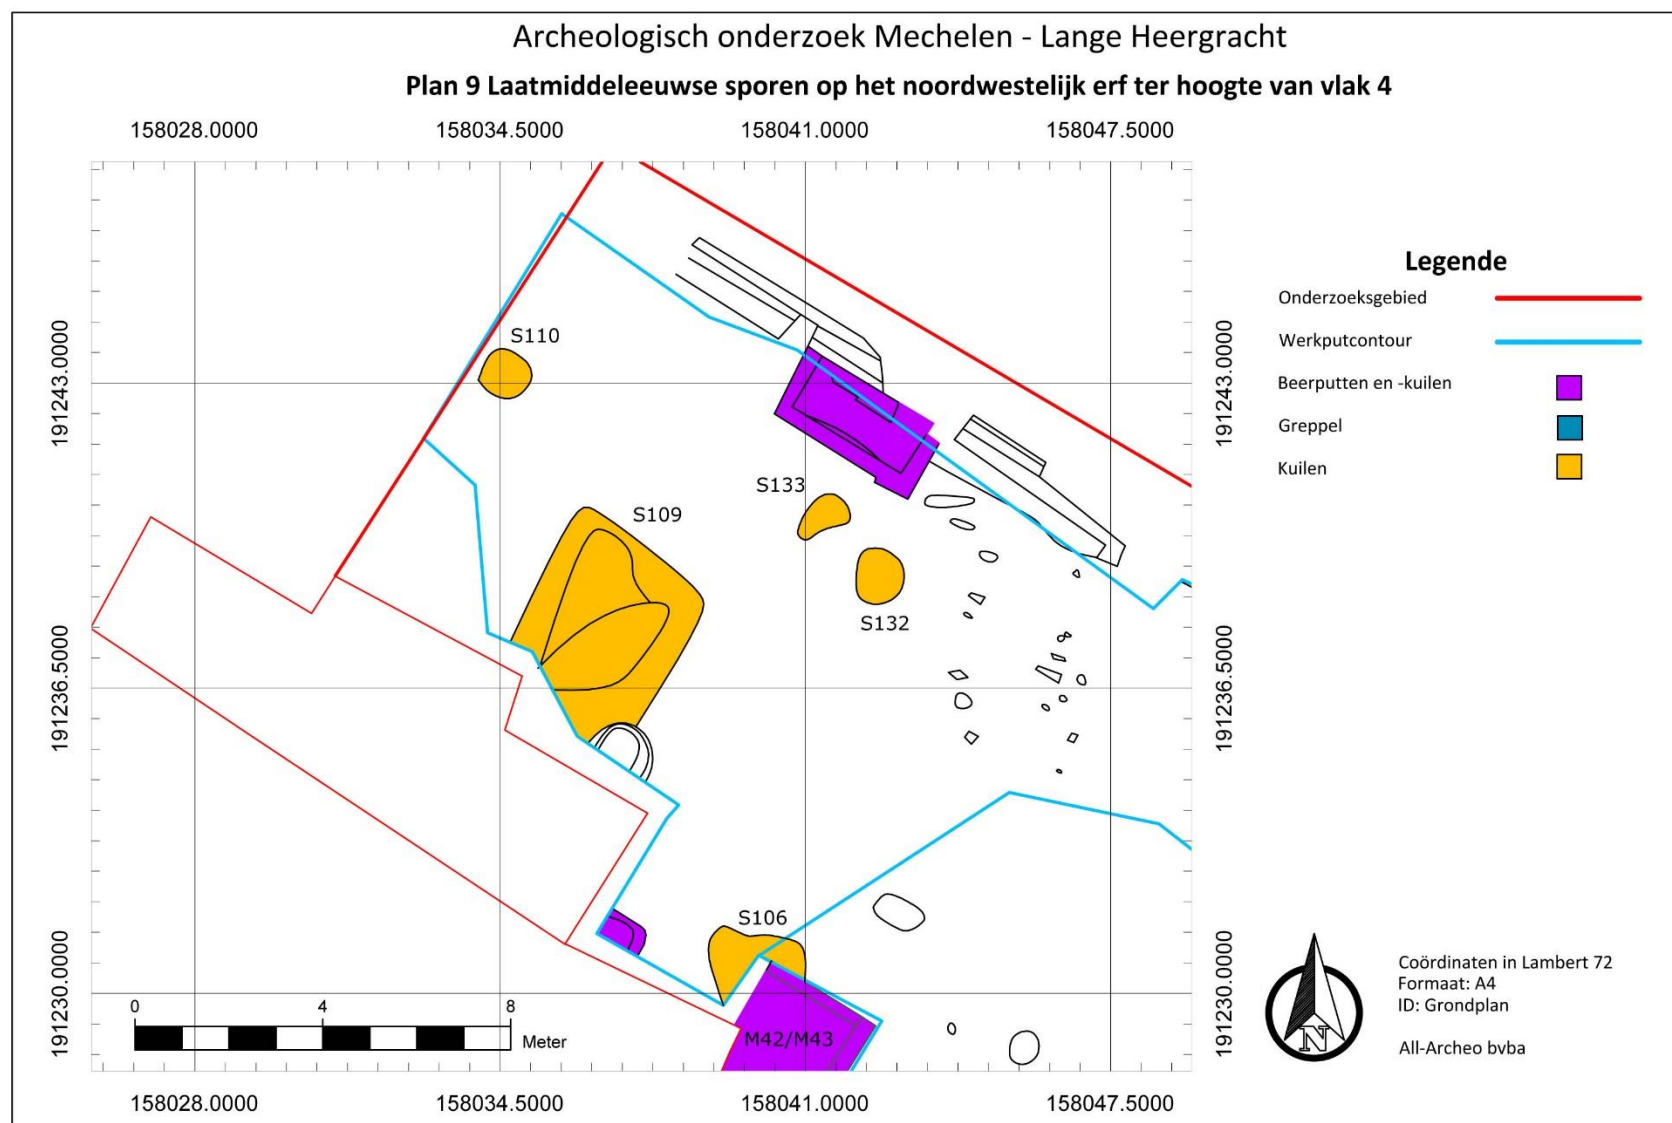 Archeologisch onderzoek Mechelen - Lange Heergracht
Plan 9 Laatmiddeleeuwse sporen op het noordwestelijk erf ter hoogte van vlak 4
158028.0000 158034.5000 158041.0000 158047.5000
191243.0000
191236.5000
191230.0000
S110
S133
S109
S132
S106
M42/M43
0 4 8
Meter
191243.0000
191236.5000
191230.0000
158028.0000 158034.5000 158041.0000 158047.5000
Legende
Onderzoeksgebied
Werkputcontour
Beerputten en -kuilen
Greppel
Kuilen
N
Coördinaten in Lambert 72
Formaat: A4
ID: Grondplan
All-Archeo bvba